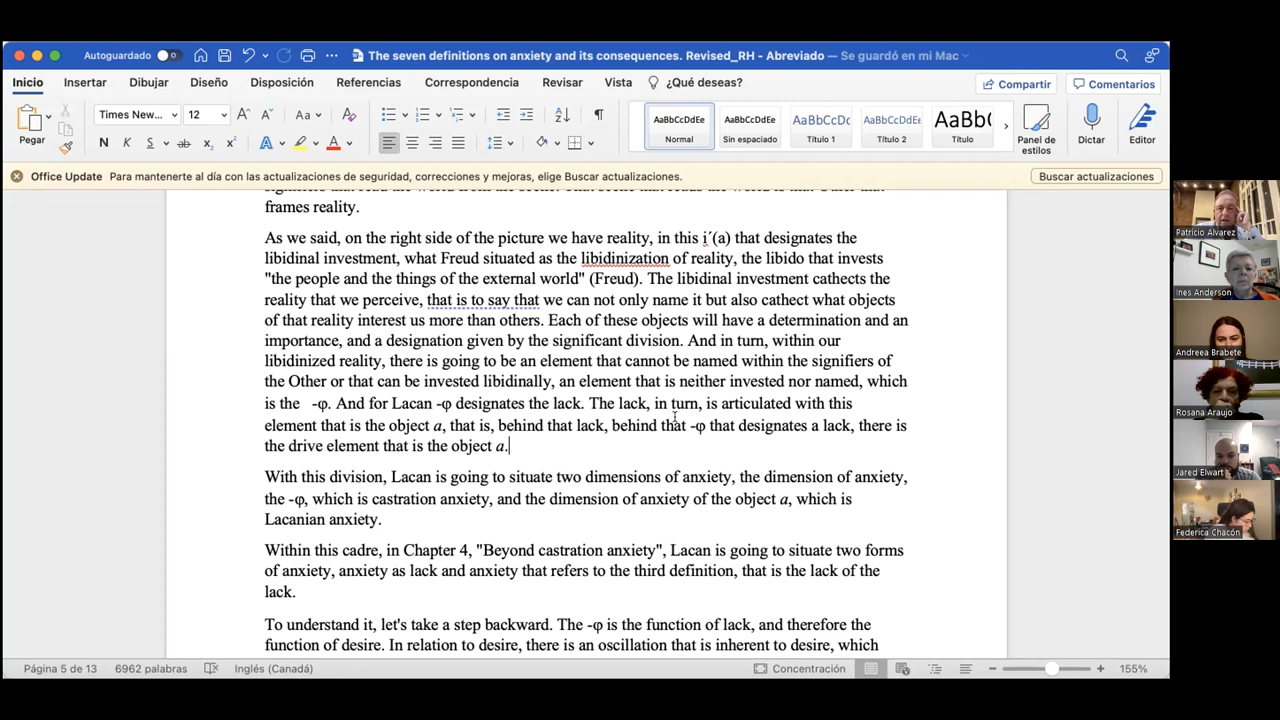 Autoguardado
The seven definitions on anxiety and its consequences. Revised_RH - Abreviado — Se guardó en mi Mac
Inicio Insertar Dibujar Diseño Disposición Referencias Correspondencia Revisar Vista ¿Qué desea?
Compartir Comentarios
Pegar
Times New... 12
N K S ab x₂ x²
AaBbCcDdEe AaBbCcDdEe AaBbCcDc AaBbCcDdEe AaBb(
Normal Sin espaciado Título 1 Título 2 Título
Panel de estilos
Dictar
Editor
Office Update Para mantenerte al día con las actualizaciones de seguridad, correcciones y mejoras, elige Buscar actualizaciones.
Buscar actualizaciones
frames reality.
As we said, on the right side of the picture we have reality, in this i´(a) that designates the
libidinal investment, what Freud situated as the libidinization of reality, the libido that invests
"the people and the things of the external world" (Freud). The libidinal investment cathects the
reality that we perceive, that is to say that we can not only name it but also cathect what objects
of that reality interest us more than others. Each of these objects will have a determination and an
importance, and a designation given by the significant division. And in turn, within our
libidinized reality, there is going to be an element that cannot be named within the signifiers of
the Other or that can be invested libidinally, an element that is neither invested nor named, which
is the -φ. And for Lacan -φ designates the lack. The lack, in turn, is articulated with this
element that is the object a, that is, behind that lack, behind that -φ that designates a lack, there is
the drive element that is the object a.
With this division, Lacan is going to situate two dimensions of anxiety, the dimension of anxiety,
the -φ, which is castration anxiety, and the dimension of anxiety of the object a, which is
Lacanian anxiety.
Within this cadre, in Chapter 4, "Beyond castration anxiety", Lacan is going to situate two forms
of anxiety, anxiety as lack and anxiety that refers to the third definition, that is the lack of the
lack.
To understand it, let's take a step backward. The -φ is the function of lack, and therefore the
function of desire. In relation to desire, there is an oscillation that is inherent to desire, which
Página 5 de 13 6962 palabras Inglés (Canadá) Concentración 155%
Patricio Alvarez
Ines Anderson
Andreea Brabete
Rosana Araujo
Jared Elwart
Federica Chacón